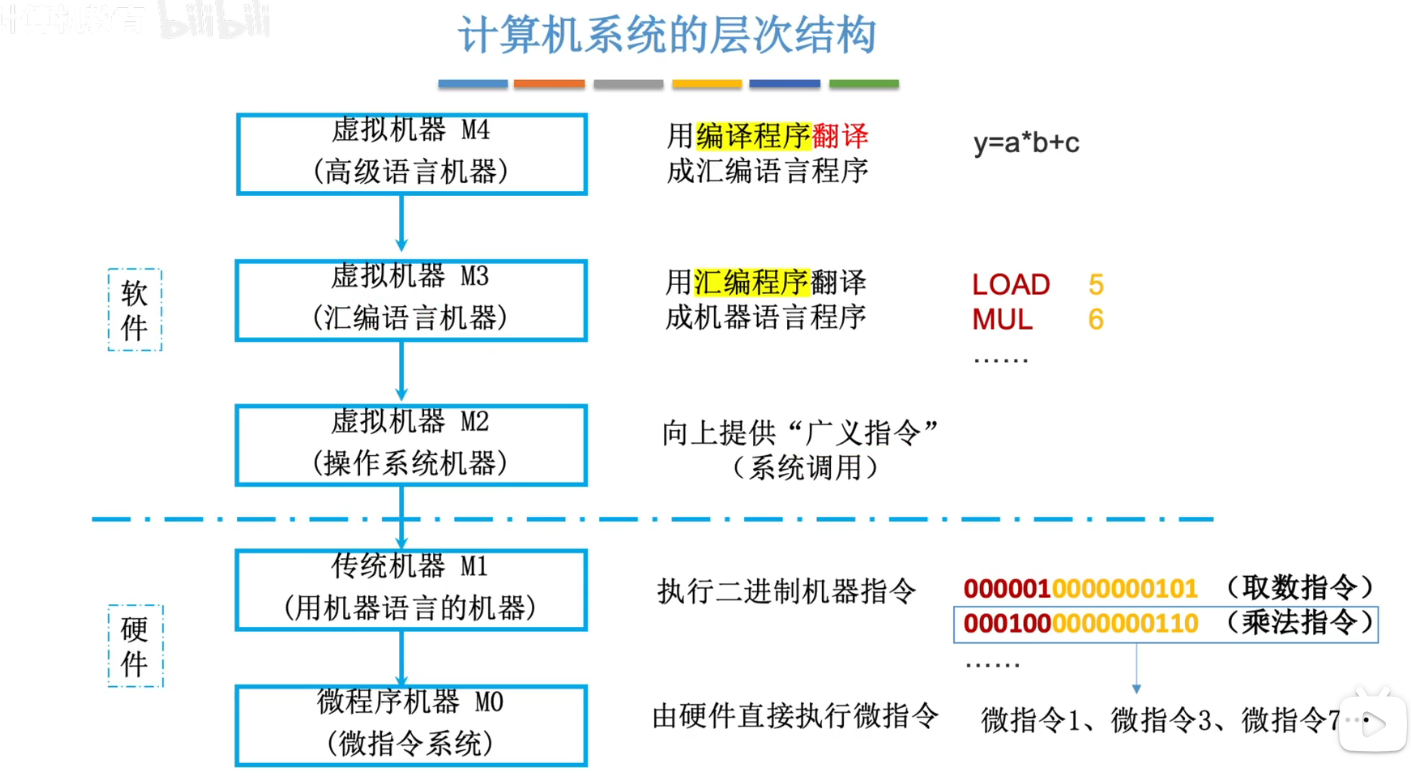 计算机教育 bilibili
计算机系统的层次结构
虚拟机器 M4
(高级语言机器)
用编译程序翻译
成汇编语言程序
y=a*b+c
软
件
虚拟机器 M3
(汇编语言机器)
用汇编程序翻译
成机器语言程序
LOAD 5
MUL 6
……
虚拟机器 M2
(操作系统机器)
向上提供“广义指令”
（系统调用）
硬
件
传统机器 M1
(用机器语言的机器)
执行二进制机器指令
0000010000000101 （取数指令）
0001000000000110 （乘法指令）
……
微程序机器 M0
(微指令系统)
由硬件直接执行微指令
微指令1、微指令3、微指令7…